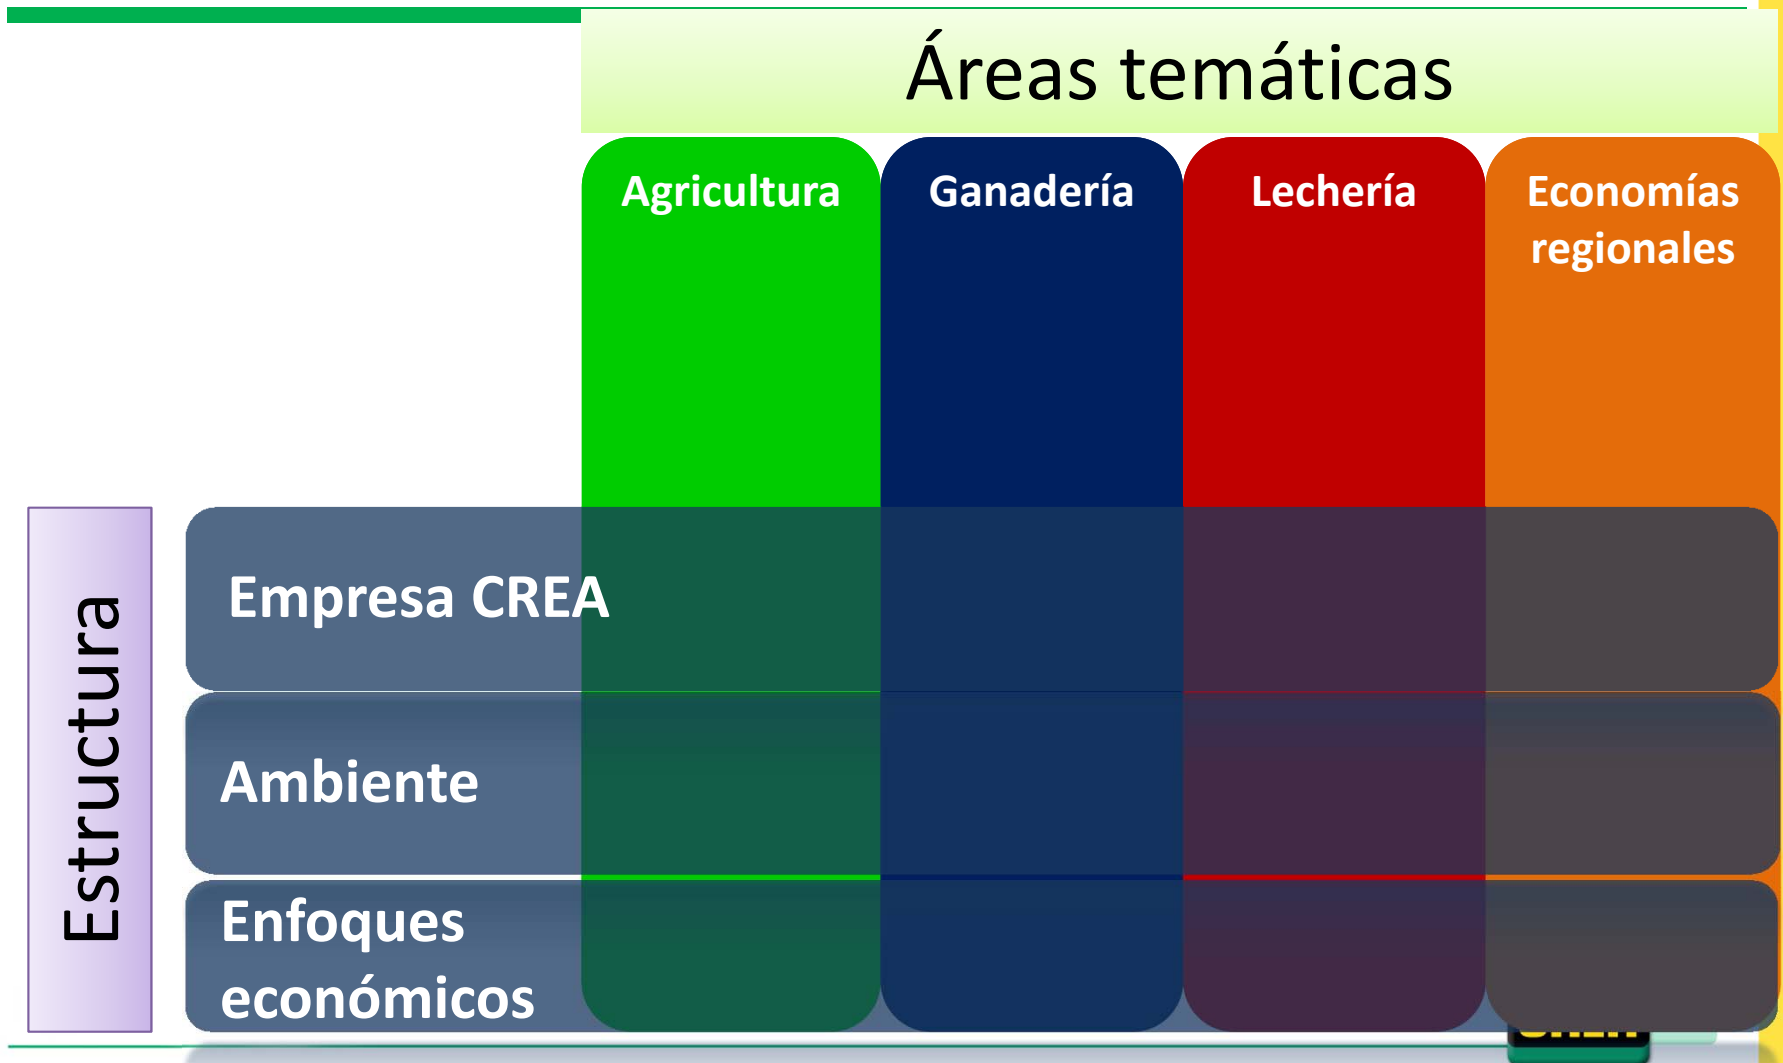 Áreas temáticas
Agricultura
Ganadería
Lechería
Economías
regionales
Estructura
Empresa CREA
Ambiente
Enfoques
económicos